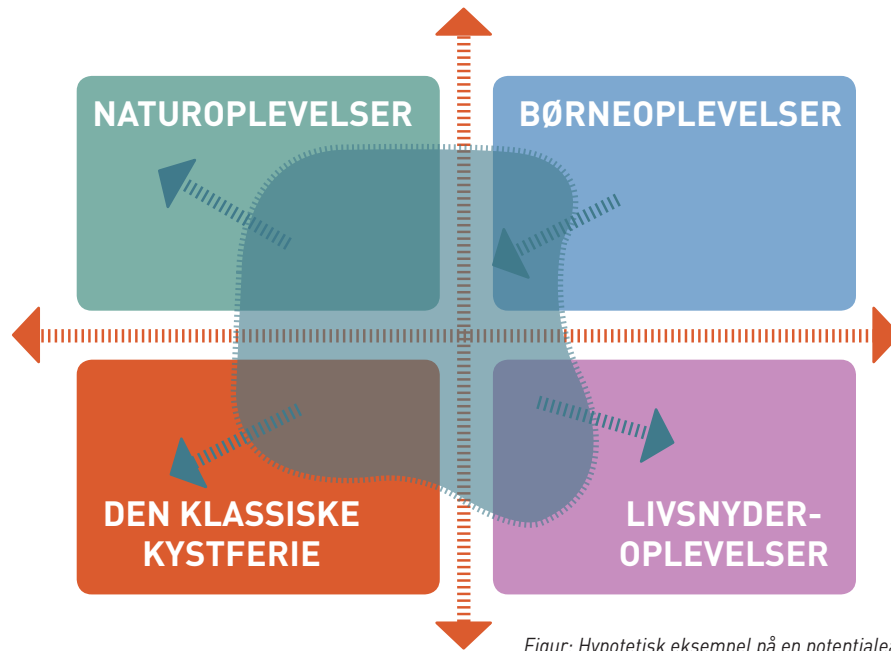 NATUROPLEVELSER
BØRNEOPLEVELSER
DEN KLASSISKE
KYSTFERIE
LIVSNYDER-
OPLEVELSER
Figur: Hypotetisk eksempel på en